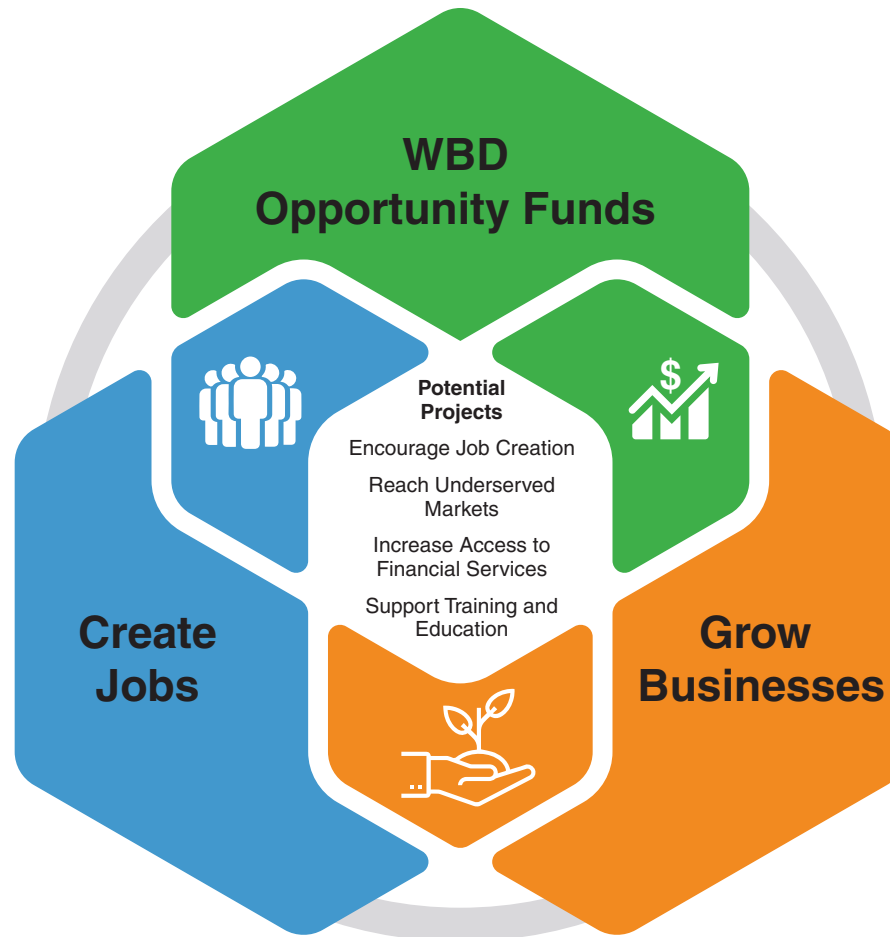 WBD
Opportunity Funds
$
Potential
Projects
Encourage Job Creation
Reach Underserved
Markets
Increase Access to
Financial Services
Support Training and
Education
Create
Jobs
Grow
Businesses